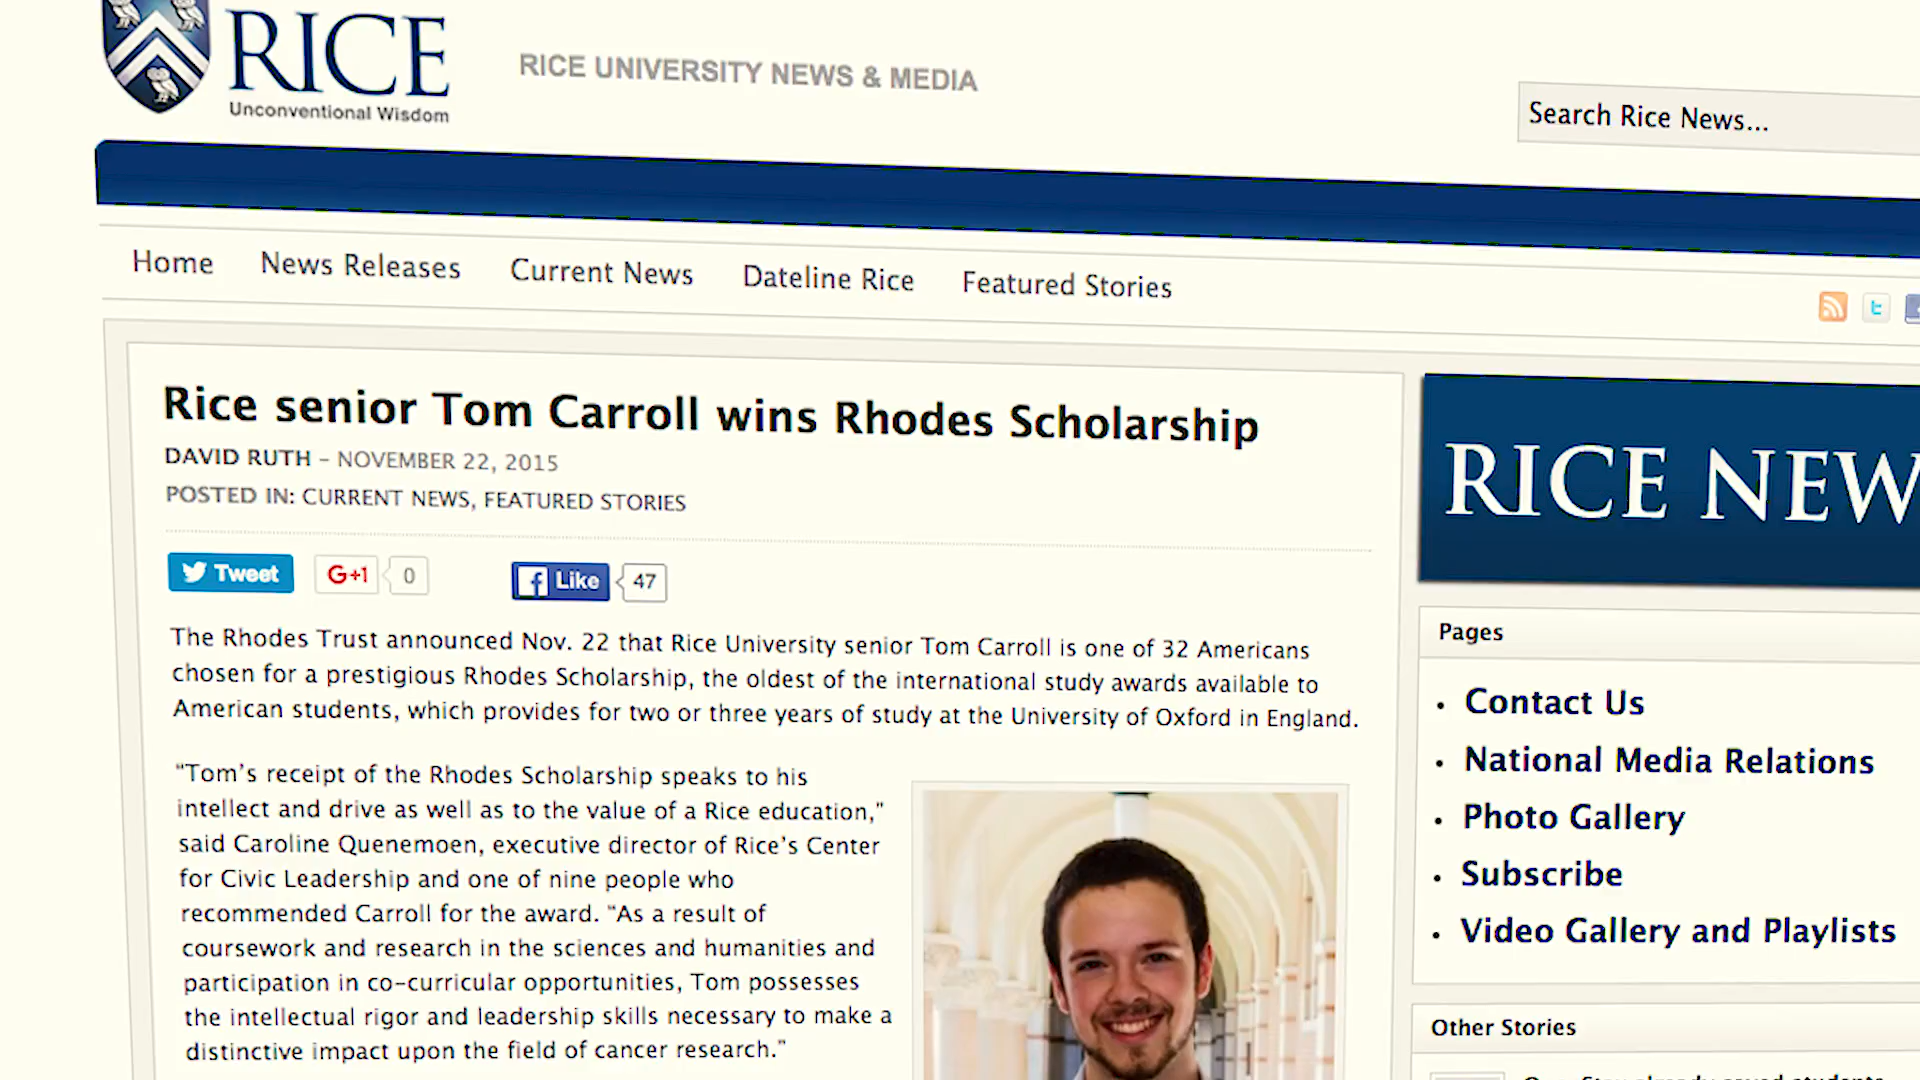 RICE
Unconventional Wisdom
RICE UNIVERSITY NEWS & MEDIA
Search Rice News...
Home News Releases Current News Dateline Rice Featured Stories
Rice senior Tom Carroll wins Rhodes Scholarship
DAVID RUTH – NOVEMBER 22, 2015
POSTED IN: CURRENT NEWS, FEATURED STORIES
Tweet G+1 0 Like 47
The Rhodes Trust announced Nov. 22 that Rice University senior Tom Carroll is one of 32 Americans
chosen for a prestigious Rhodes Scholarship, the oldest of the international study awards available to
American students, which provides for two or three years of study at the University of Oxford in England.
“Tom’s receipt of the Rhodes Scholarship speaks to his
intellect and drive as well as to the value of a Rice education,”
said Caroline Quenemoen, executive director of Rice’s Center
for Civic Leadership and one of nine people who
recommended Carroll for the award. “As a result of
coursework and research in the sciences and humanities and
participation in co-curricular opportunities, Tom possesses
the intellectual rigor and leadership skills necessary to make a
distinctive impact upon the field of cancer research.”
RICE NEW
Pages
• Contact Us
• National Media Relations
• Photo Gallery
• Subscribe
• Video Gallery and Playlists
Other Stories